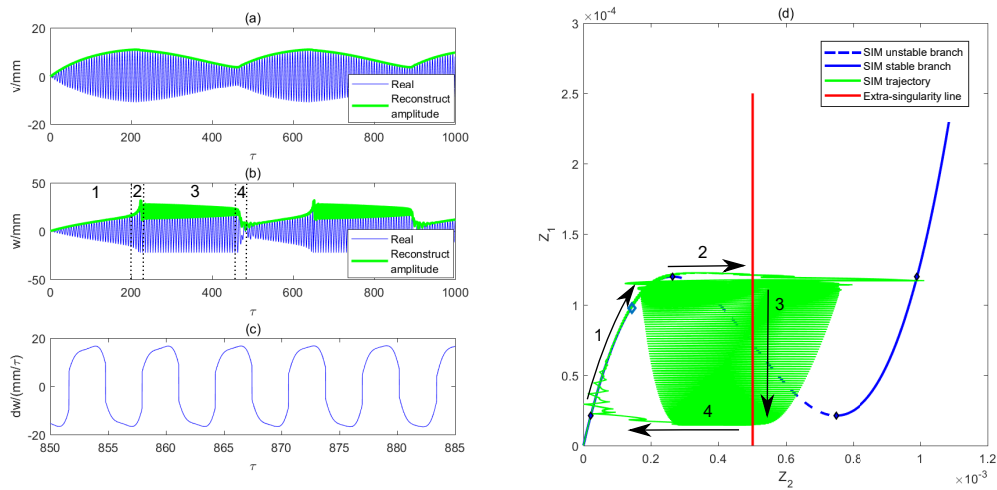 (a)
20
0
-20
v/mm
0 200 400 600 800 1000
τ
Real
Reconstruct
amplitude
(b)
50
0
-50
w/mm
1 2 3 4
0 200 400 600 800 1000
τ
Real
Reconstruct
amplitude
(c)
20
0
-20
dw/(mm/τ)
850 855 860 865 870 875 880 885
τ
(d)
3 ×10⁻⁴
2.5
2
1.5
1
0.5
0
Z₁
SIM unstable branch
SIM stable branch
SIM trajectory
Extra-singularity line
1
2
3
4
0 0.2 0.4 0.6 0.8 1 1.2
Z₂
×10⁻³